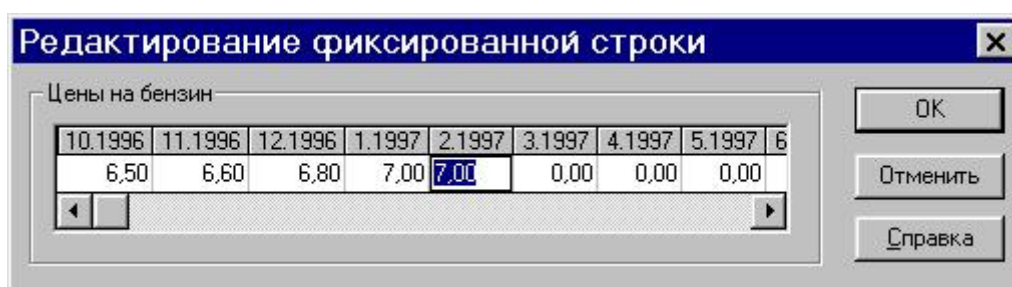 Редактирование фиксированной строки
Цены на бензин
10.1996 11.1996 12.1996 1.1997 2.1997 3.1997 4.1997 5.1997 6
6,50 6,60 6,80 7,00 7,00 0,00 0,00 0,00
OK
Отменить
Справка